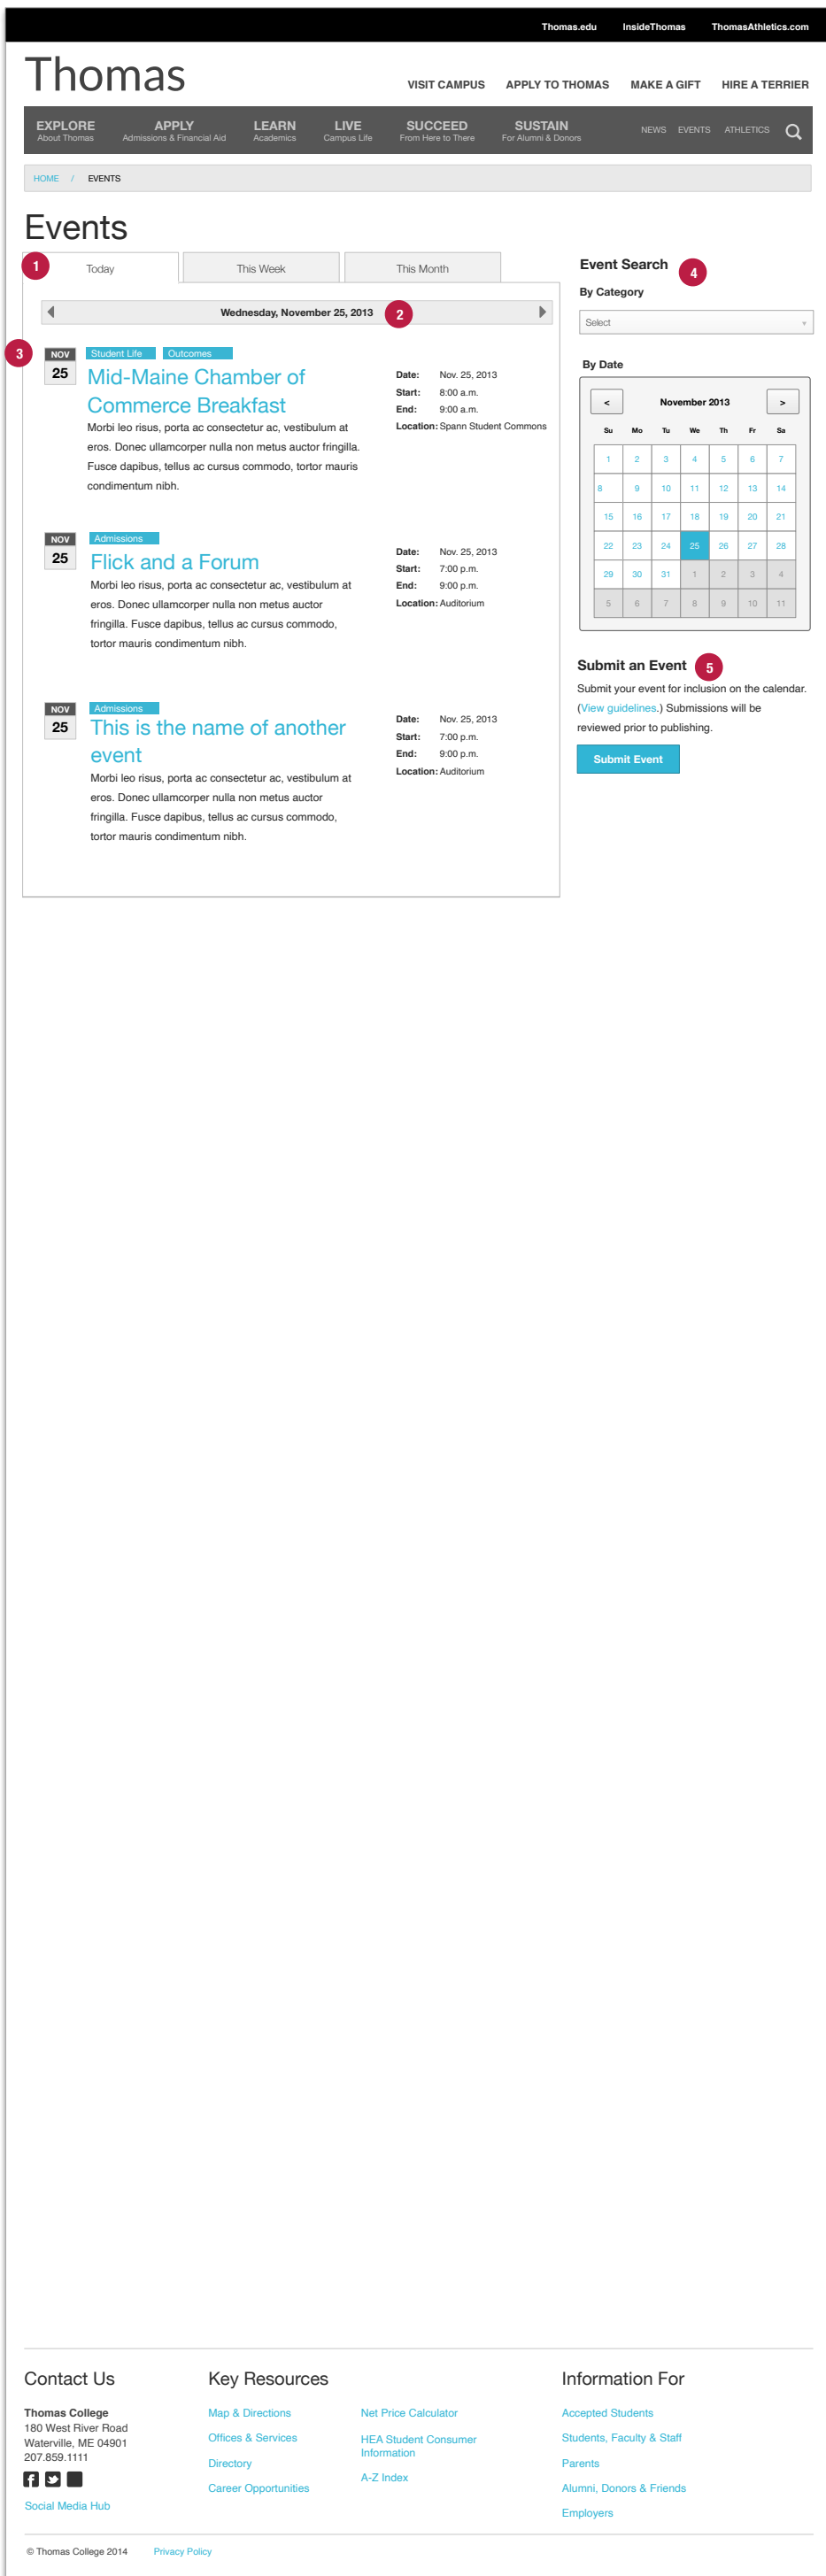 Thomas.edu InsideThomas ThomasAthletics.com
Thomas
VISIT CAMPUS APPLY TO THOMAS MAKE A GIFT HIRE A TERRIER
EXPLORE APPLY LEARN LIVE SUCCEED SUSTAIN
About Thomas Admissions & Financial Aid Academics Campus Life From Here to There For Alumni & Donors
NEWS EVENTS ATHLETICS
HOME / EVENTS
Events
1 Today This Week This Month
Wednesday, November 25, 2013 2
3
NOV
25
Student Life Outcomes
Mid-Maine Chamber of
Commerce Breakfast
Morbi leo risus, porta ac consectetur ac, vestibulum at
eros. Donec ullamcorper nulla non metus auctor fringilla.
Fusce dapibus, tellus ac cursus commodo, tortor mauris
condimentum nibh.
Date: Nov. 25, 2013
Start: 8:00 a.m.
End: 9:00 a.m.
Location: Spann Student Commons
NOV
25
Admissions
Flick and a Forum
Morbi leo risus, porta ac consectetur ac, vestibulum at
eros. Donec ullamcorper nulla non metus auctor
fringilla. Fusce dapibus, tellus ac cursus commodo,
tortor mauris condimentum nibh.
Date: Nov. 25, 2013
Start: 7:00 p.m.
End: 9:00 p.m.
Location: Auditorium
NOV
25
Admissions
This is the name of another
event
Morbi leo risus, porta ac consectetur ac, vestibulum at
eros. Donec ullamcorper nulla non metus auctor
fringilla. Fusce dapibus, tellus ac cursus commodo,
tortor mauris condimentum nibh.
Date: Nov. 25, 2013
Start: 7:00 p.m.
End: 9:00 p.m.
Location: Auditorium
Event Search 4
By Category
Select
By Date
< November 2013 >
Su Mo Tu We Th Fr Sa
1 2 3 4 5 6 7
8 9 10 11 12 13 14
15 16 17 18 19 20 21
22 23 24 25 26 27 28
29 30 31 1 2 3 4
5 6 7 8 9 10 11
Submit an Event 5
Submit your event for inclusion on the calendar.
(View guidelines.) Submissions will be
reviewed prior to publishing.
Submit Event
Contact Us
Thomas College
180 West River Road
Waterville, ME 04901
207.859.1111
Social Media Hub
Key Resources
Map & Directions
Offices & Services
Directory
Career Opportunities
Net Price Calculator
HEA Student Consumer
Information
A-Z Index
Information For
Accepted Students
Students, Faculty & Staff
Parents
Alumni, Donors & Friends
Employers
© Thomas College 2014 Privacy Policy